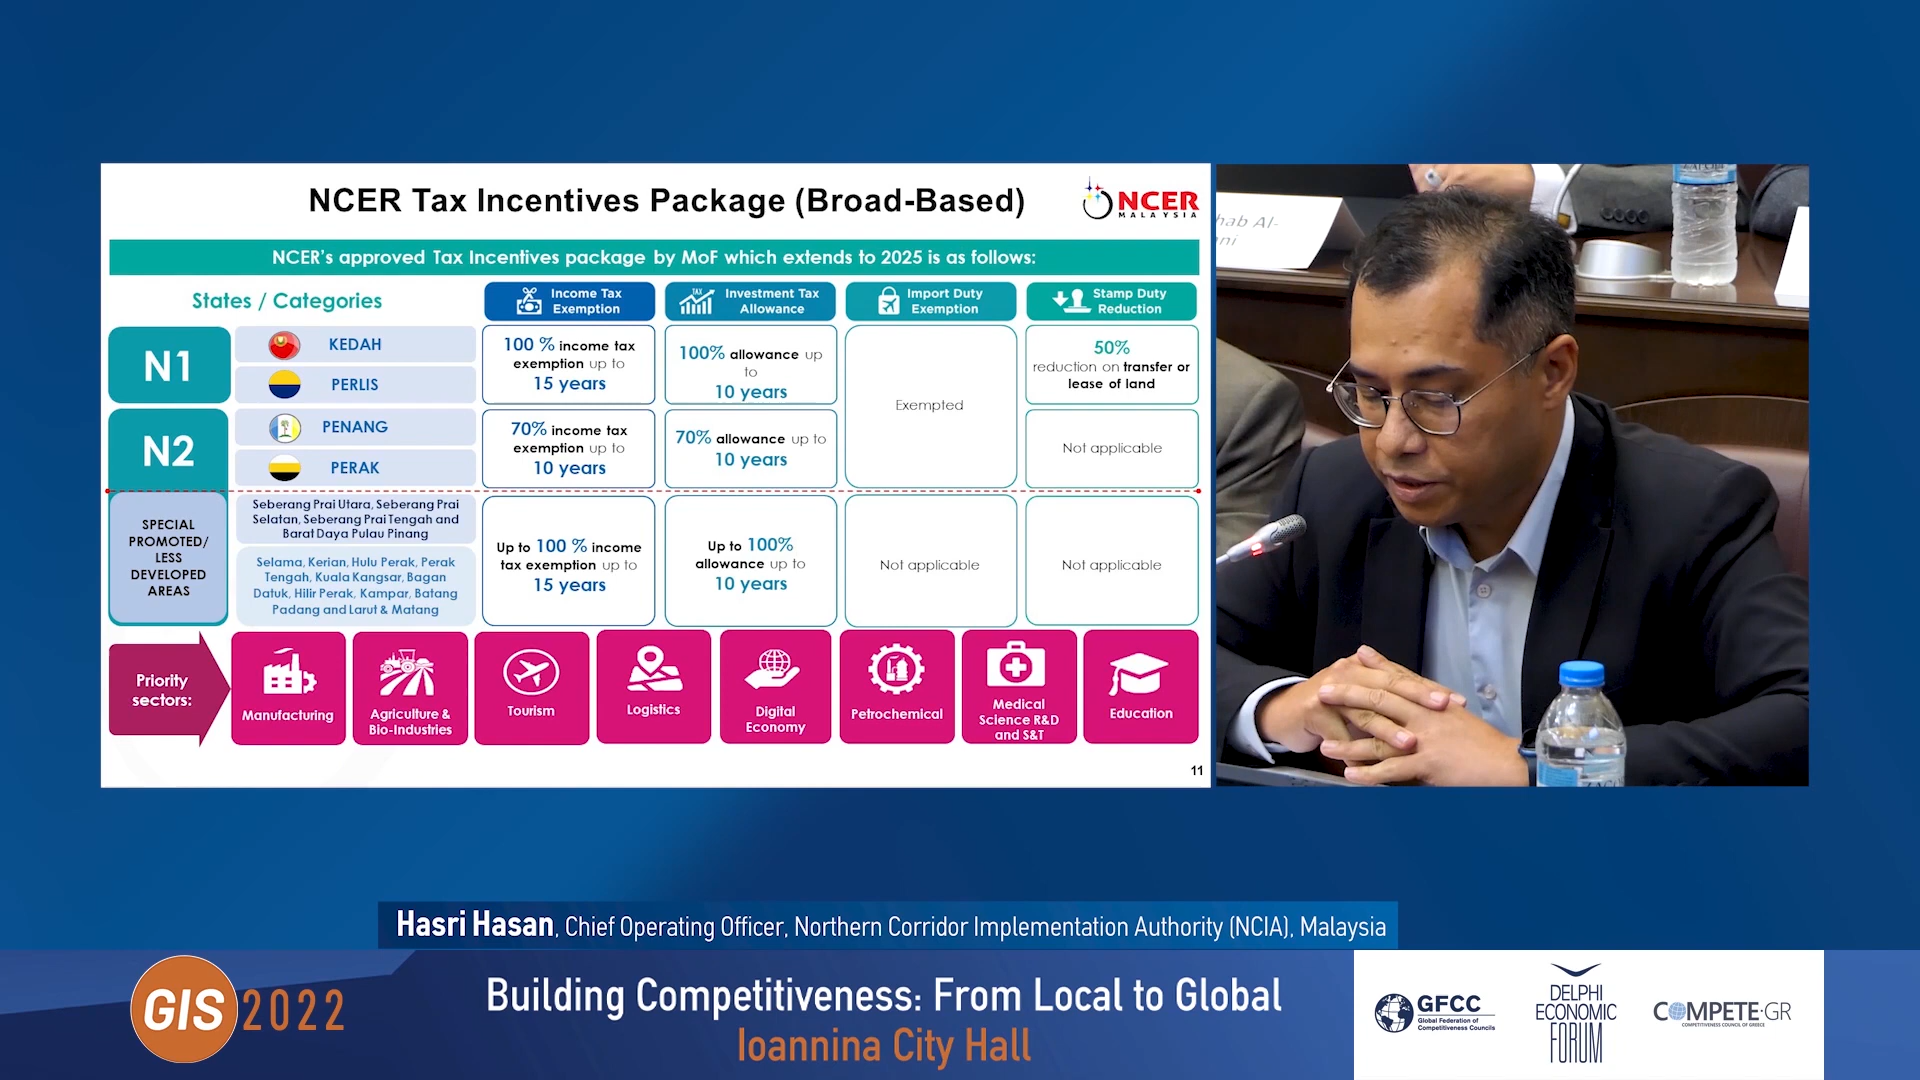 NCER Tax Incentives Package (Broad-Based)
NCER
MALAYSIA
NCER's approved Tax Incentives package by MoF which extends to 2025 is as follows:
States / Categories
Income Tax
Exemption
TAX
Investment Tax
Allowance
Import Duty
Exemption
Stamp Duty
Reduction
N1
KEDAH
PERLIS
100 % income tax
exemption up to
15 years
100% allowance up
to
10 years
Exempted
50%
reduction on transfer or
lease of land
N2
PENANG
PERAK
70% income tax
exemption up to
10 years
70% allowance up to
10 years
Not applicable
SPECIAL
PROMOTED/
LESS
DEVELOPED
AREAS
Seberang Prai Utara, Seberang Prai
Selatan, Seberang Prai Tengah and
Barat Daya Pulau Pinang
Selama, Kerian, Hulu Perak, Perak
Tengah, Kuala Kangsar, Bagan
Datuk, Hilir Perak, Kampar, Batang
Padang and Larut & Matang
Up to 100 % income
tax exemption up to
15 years
Up to 100%
allowance up to
10 years
Not applicable
Not applicable
Priority
sectors:
Manufacturing
Agriculture &
Bio-Industries
Tourism
Logistics
Digital
Economy
Petrochemical
Medical
Science R&D
and S&T
Education
11
Al-
Hasri Hasan, Chief Operating Officer, Northern Corridor Implementation Authority (NCIA), Malaysia
GIS 2022
Building Competitiveness: From Local to Global
Ioannina City Hall
GFCC
Global Federation of
Competitiveness Councils
DELPHI
ECONOMIC
FORUM
COMPETE·GR
COMPETITIVENESS COUNCIL OF GREECE